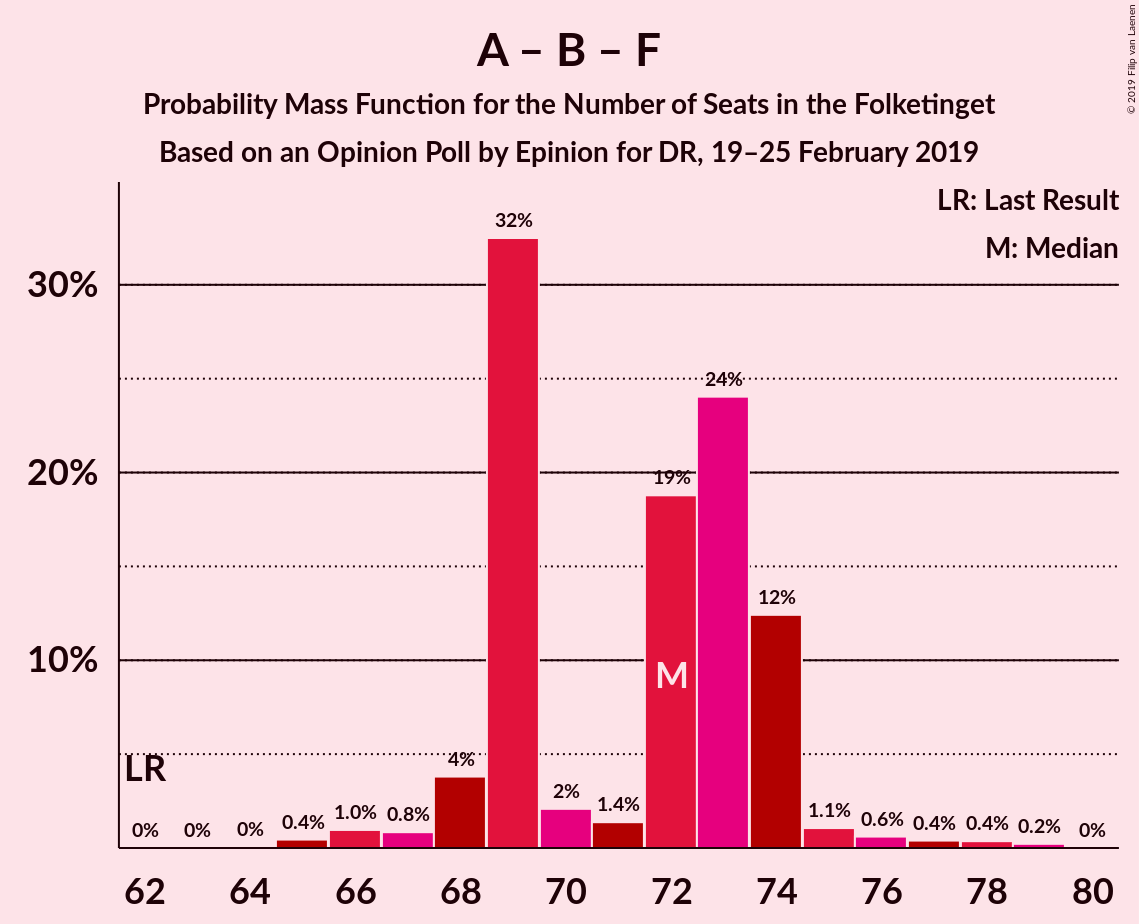 A – B – F
Probability Mass Function for the Number of Seats in the Folketinget
Based on an Opinion Poll by Epinion for DR, 19–25 February 2019
© 2019 Filip van Laenen
LR: Last Result
M: Median
30%
20%
10%
LR
M
0%
0%
0%
0.4%
1.0%
0.8%
4%
32%
2%
1.4%
19%
24%
12%
1.1%
0.6%
0.4%
0.4%
0.2%
0%
62 64 66 68 70 72 74 76 78 80